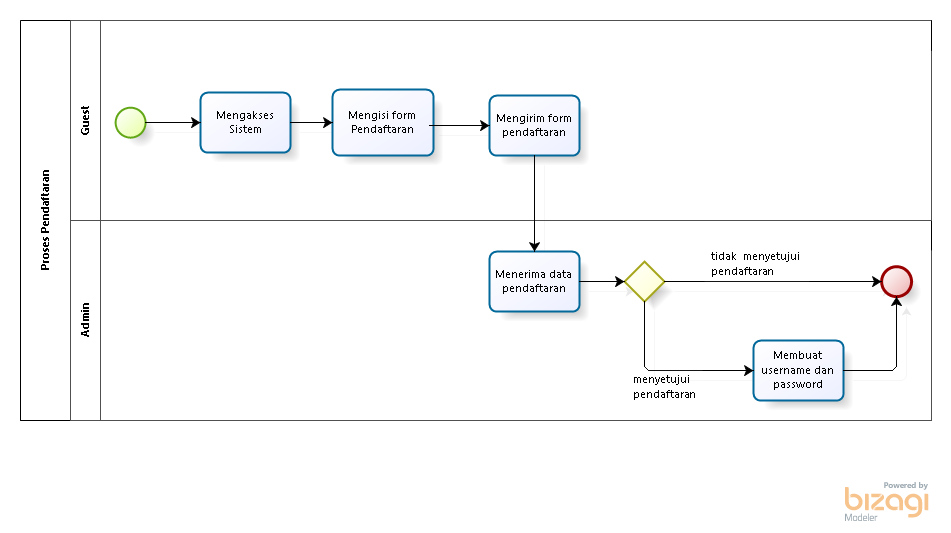 Proses Pendaftaran
Guest
Mengakses
Sistem
Mengisi form
Pendaftaran
Mengirim form
pendaftaran
Admin
Menerima data
pendaftaran
tidak menyetujui
pendaftaran
menyetujui
pendaftaran
Membuat
username dan
password
Powered by
bizagi
Modeler